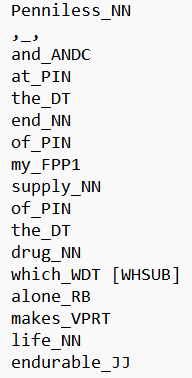 Penniless_NN
,_,
and_ANDC
at_PIN
the_DT
end_NN
of_PIN
my_FPP1
supply_NN
of_PIN
the_DT
drug_NN
which_WDT [WHSUB]
alone_RB
makes_VPRT
life_NN
endurable_JJ